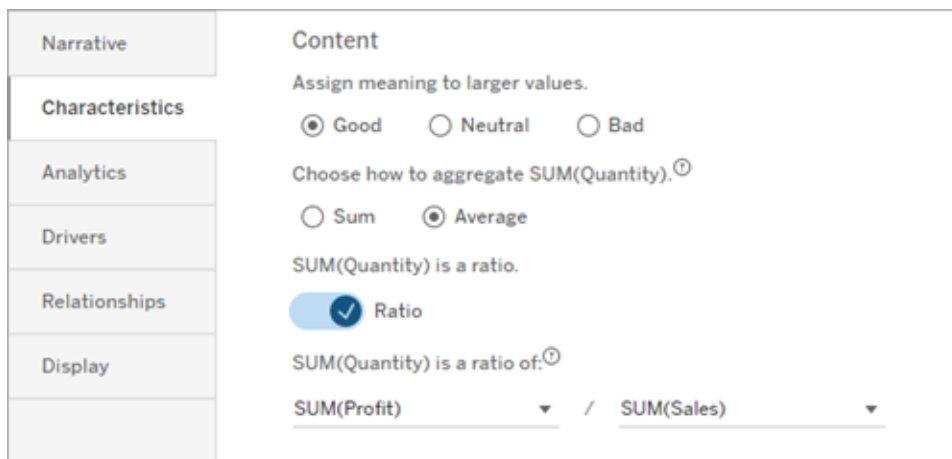 Narrative
Characteristics
Analytics
Drivers
Relationships
Display
Content
Assign meaning to larger values.
Good Neutral Bad
Choose how to aggregate SUM(Quantity).
Sum Average
SUM(Quantity) is a ratio.
Ratio
SUM(Quantity) is a ratio of:
SUM(Profit) / SUM(Sales)